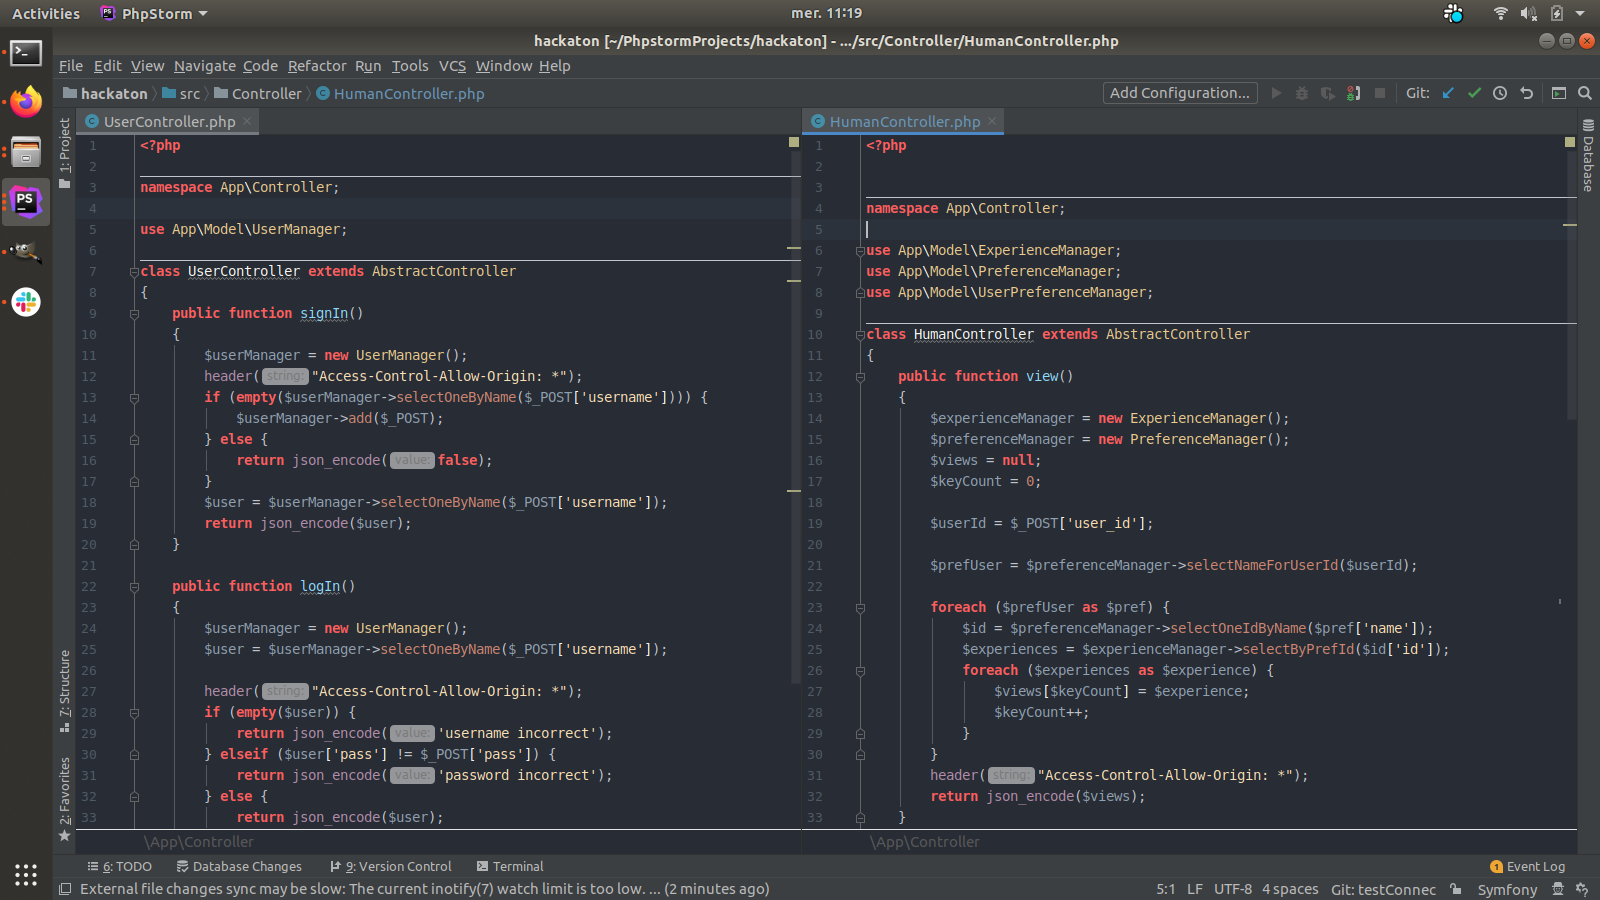 Activities PhpStorm mer. 11:19
hackaton [~/PhpstormProjects/hackaton] - .../src/Controller/HumanController.php
File Edit View Navigate Code Refactor Run Tools VCS Window Help
hackaton src Controller HumanController.php Add Configuration... Git:
UserController.php
1 <?php
2
3 namespace App\Controller;
4
5 use App\Model\UserManager;
6
7 class UserController extends AbstractController
8 {
9 public function signIn()
10 {
11 $userManager = new UserManager();
12 header( string: "Access-Control-Allow-Origin: *");
13 if (empty($userManager->selectOneByName($_POST['username']))) {
14 $userManager->add($_POST);
15 } else {
16 return json_encode( value: false);
17 }
18 $user = $userManager->selectOneByName($_POST['username']);
19 return json_encode($user);
20 }
21
22 public function logIn()
23 {
24 $userManager = new UserManager();
25 $user = $userManager->selectOneByName($_POST['username']);
26
27 header( string: "Access-Control-Allow-Origin: *");
28 if (empty($user)) {
29 return json_encode( value: 'username incorrect');
30 } elseif ($user['pass'] != $_POST['pass']) {
31 return json_encode( value: 'password incorrect');
32 } else {
33 return json_encode($user);
\App\Controller
HumanController.php
1 <?php
2
3
4 namespace App\Controller;
5
6 use App\Model\ExperienceManager;
7 use App\Model\PreferenceManager;
8 use App\Model\UserPreferenceManager;
9
10 class HumanController extends AbstractController
11 {
12 public function view()
13 {
14 $experienceManager = new ExperienceManager();
15 $preferenceManager = new PreferenceManager();
16 $views = null;
17 $keyCount = 0;
18
19 $userId = $_POST['user_id'];
20
21 $prefUser = $preferenceManager->selectNameForUserId($userId);
22
23 foreach ($prefUser as $pref) {
24 $id = $preferenceManager->selectOneIdByName($pref['name']);
25 $experiences = $experienceManager->selectByPrefId($id['id']);
26 foreach ($experiences as $experience) {
27 $views[$keyCount] = $experience;
28 $keyCount++;
29 }
30 }
31 header( string: "Access-Control-Allow-Origin: *");
32 return json_encode($views);
33 }
\App\Controller
1: Project
7: Structure
2: Favorites
Database
PS
6: TODO Database Changes 9: Version Control Terminal 1 Event Log
External file changes sync may be slow: The current inotify(7) watch limit is too low. ... (2 minutes ago) 5:1 LF UTF-8 4 spaces Git: testConnec Symfony